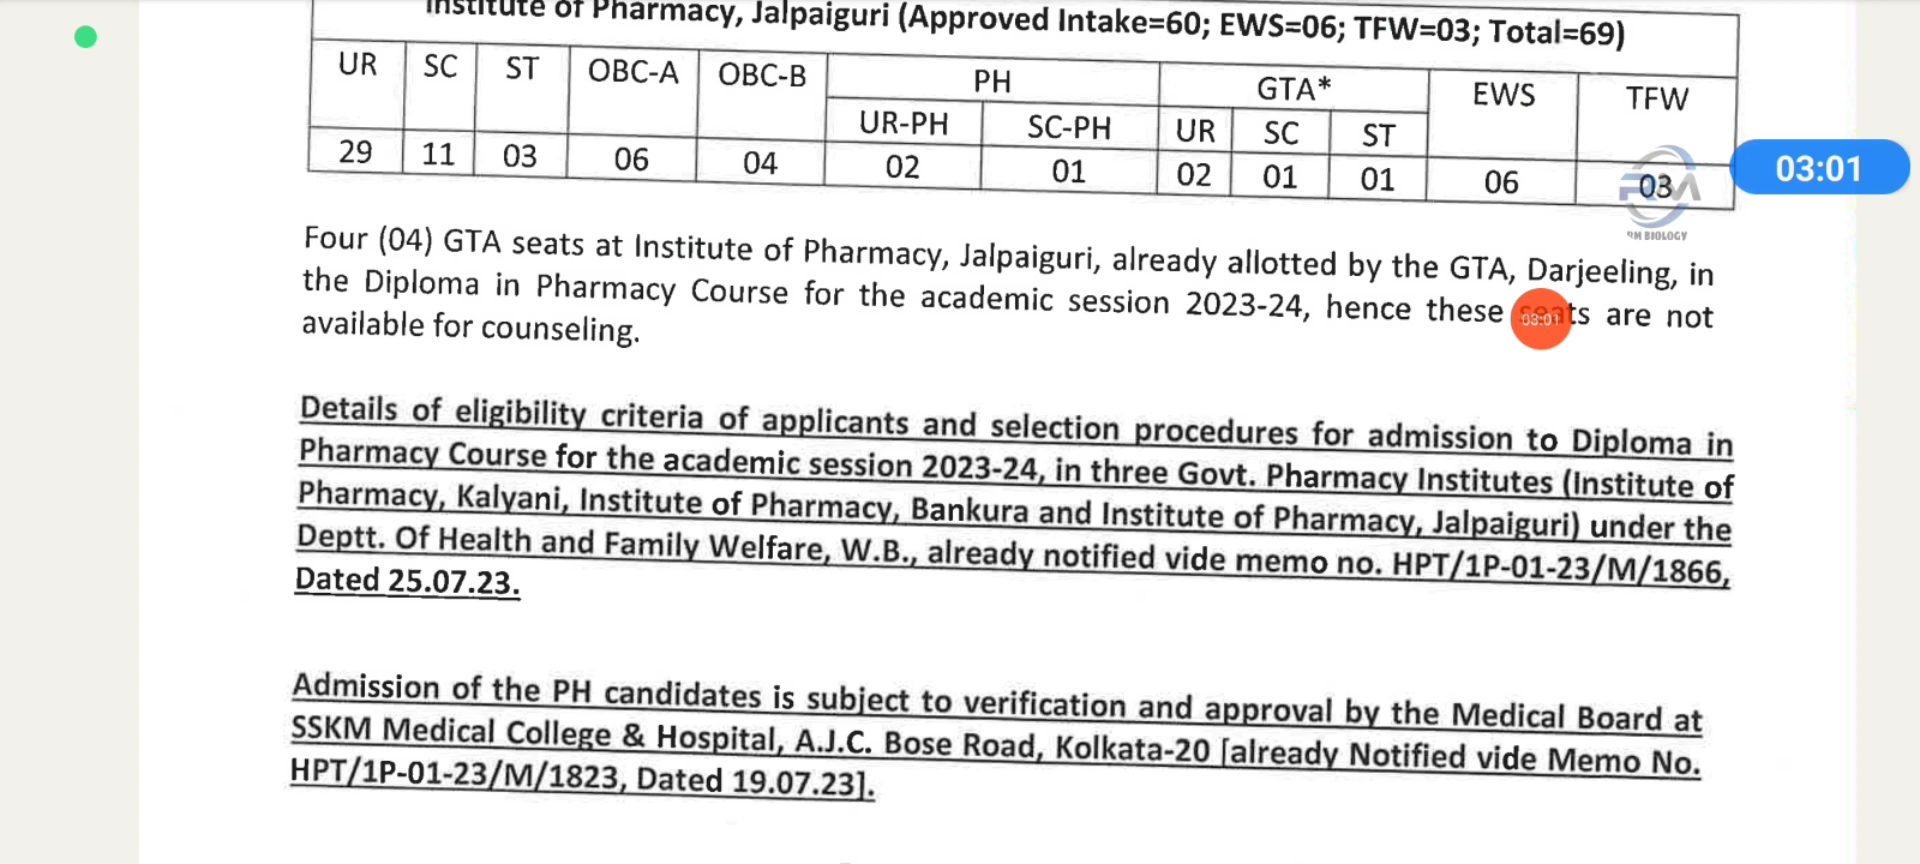 Institute of Pharmacy, Jalpaiguri (Approved Intake=60; EWS=06; TFW=03; Total=69)
UR SC ST OBC-A OBC-B PH GTA* EWS TFW
UR-PH SC-PH UR SC ST
29 11 03 06 04 02 01 02 01 01 06 03
03:01
RM BIOLOGY
Four (04) GTA seats at Institute of Pharmacy, Jalpaiguri, already allotted by the GTA, Darjeeling, in
the Diploma in Pharmacy Course for the academic session 2023-24, hence these seats are not
03:01
available for counseling.
Details of eligibility criteria of applicants and selection procedures for admission to Diploma in
Pharmacy Course for the academic session 2023-24, in three Govt. Pharmacy Institutes (Institute of
Pharmacy, Kalyani, Institute of Pharmacy, Bankura and Institute of Pharmacy, Jalpaiguri) under the
Deptt. Of Health and Family Welfare, W.B., already notified vide memo no. HPT/1P-01-23/M/1866,
Dated 25.07.23.
Admission of the PH candidates is subject to verification and approval by the Medical Board at
SSKM Medical College & Hospital, A.J.C. Bose Road, Kolkata-20 [already Notified vide Memo No.
HPT/1P-01-23/M/1823, Dated 19.07.23].